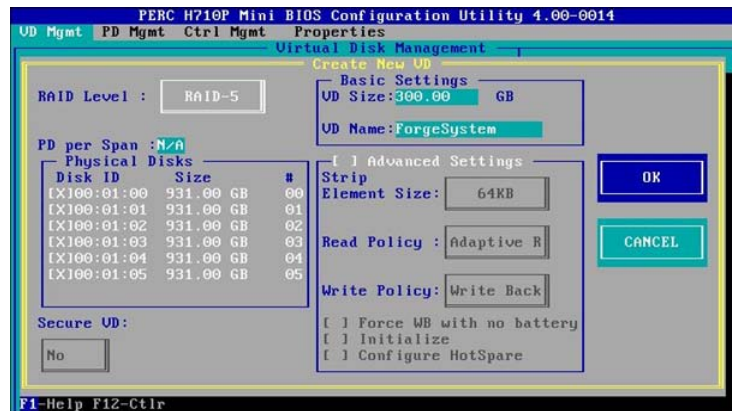 PERC H710P Mini BIOS Configuration Utility 4.00-0014
VD Mgmt PD Mgmt Ctrl Mgmt Properties
Virtual Disk Management
Create New VD
RAID Level : RAID-5
Basic Settings
VD Size:300.00 GB
VD Name:ForgeSystem
PD per Span :N/A
Physical Disks
Disk ID Size #
[X]00:01:00 931.00 GB 00
[X]00:01:01 931.00 GB 01
[X]00:01:02 931.00 GB 02
[X]00:01:03 931.00 GB 03
[X]00:01:04 931.00 GB 04
[X]00:01:05 931.00 GB 05
Secure VD:
No
[ ] Advanced Settings
Strip
Element Size: 64KB
Read Policy : Adaptive R
Write Policy: Write Back
[ ] Force WB with no battery
[ ] Initialize
[ ] Configure HotSpare
OK
CANCEL
F1-Help F12-Ctlr